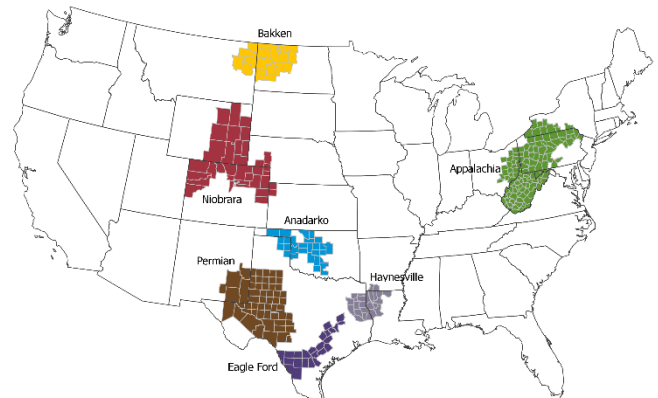 Bakken
Appalachia
Niobrara
Anadarko
Permian
Haynesville
Eagle Ford